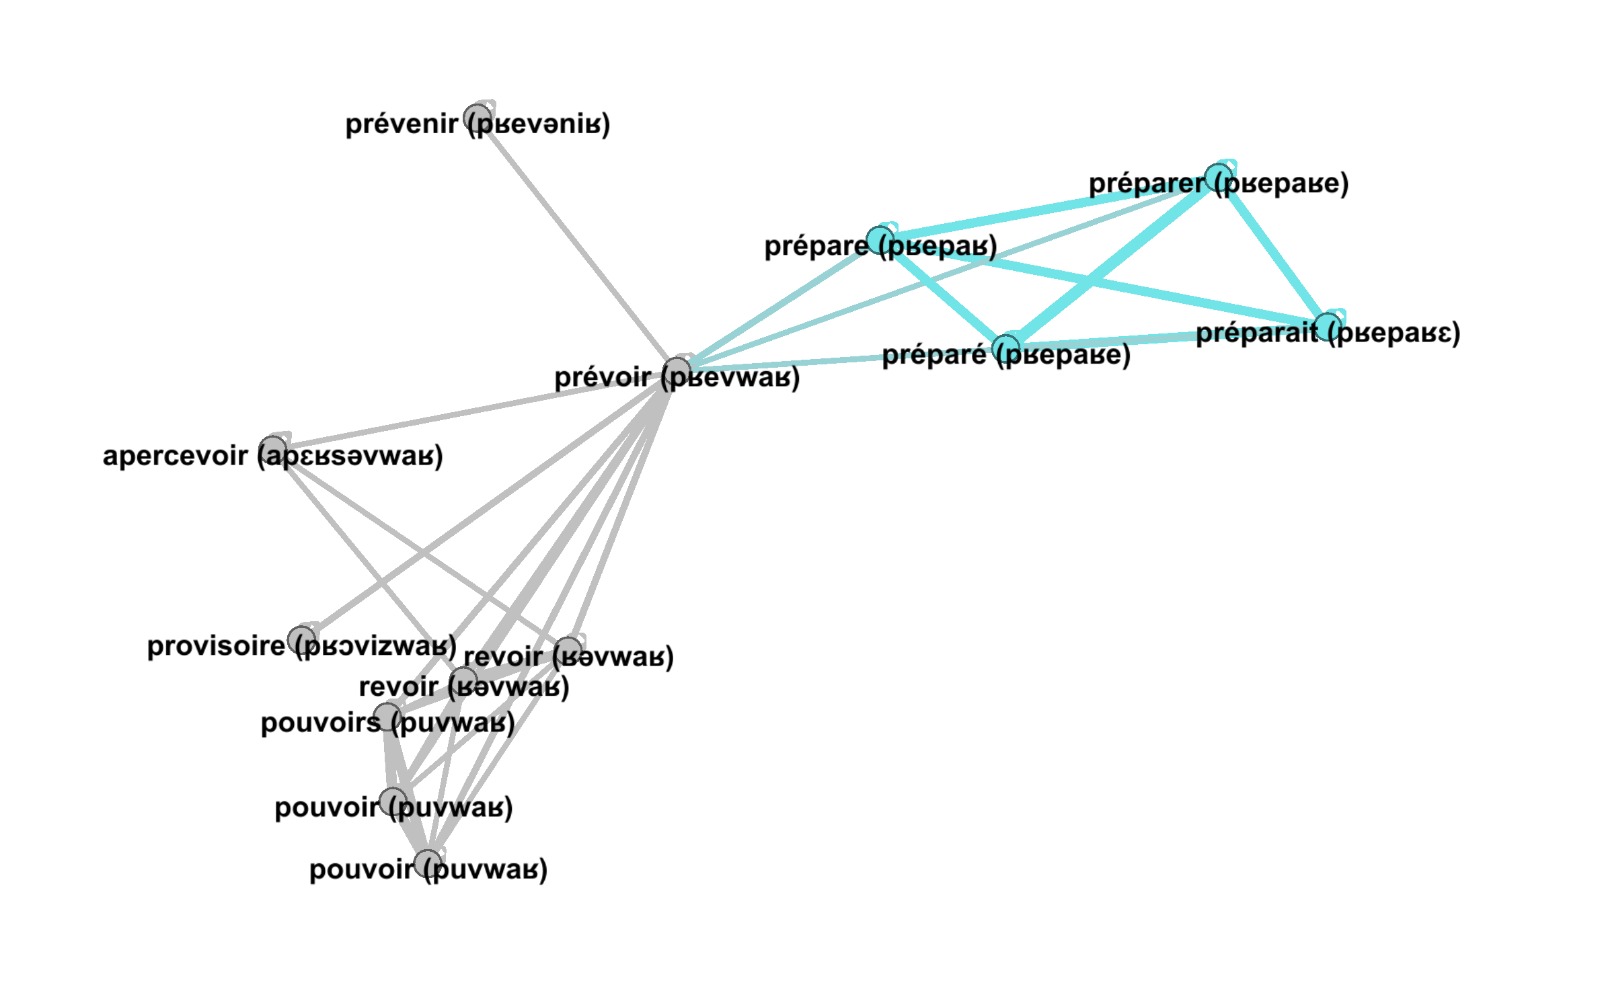 prévenir (pʁevəniʁ)
préparer (pʁepaʁe)
prépare (pʁepaʁ)
préparait (pʁepaʁɛ)
préparé (pʁepaʁe)
prévoir (pʁevwaʁ)
apercevoir (apɛʁsəvwaʁ)
provisoire (pʁɔvizwaʁ)
revoir (ʁəvwaʁ)
revoir (ʁəvwaʁ)
pouvoirs (puvwaʁ)
pouvoir (puvwaʁ)
pouvoir (puvwaʁ)